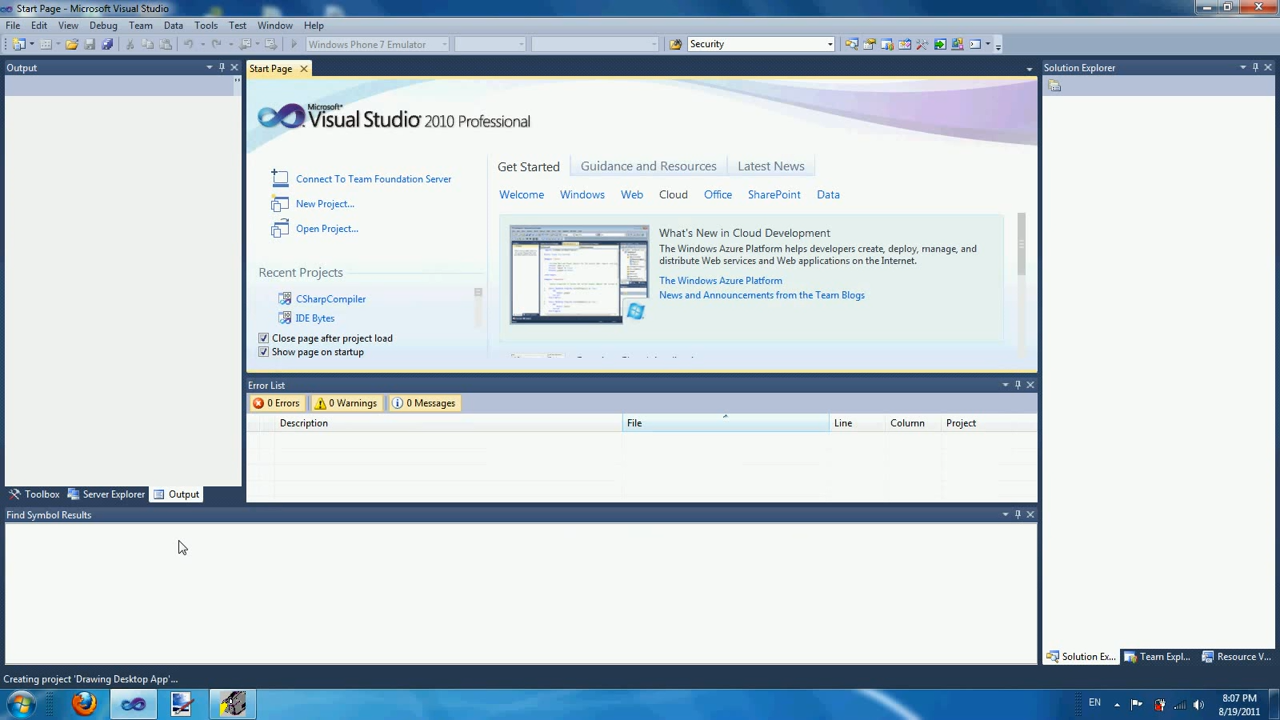 Start Page - Microsoft Visual Studio
File Edit View Debug Team Data Tools Test Window Help
Windows Phone 7 Emulator
Security
Output
Start Page
Solution Explorer
Microsoft
Visual Studio 2010 Professional
Connect To Team Foundation Server
New Project...
Open Project...
Recent Projects
CSharpCompiler
IDE Bytes
Close page after project load
Show page on startup
Get Started Guidance and Resources Latest News
Welcome Windows Web Cloud Office SharePoint Data
What's New in Cloud Development
The Windows Azure Platform helps developers create, deploy, manage, and
distribute Web services and Web applications on the Internet.
The Windows Azure Platform
News and Announcements from the Team Blogs
Error List
0 Errors 0 Warnings 0 Messages
Description File Line Column Project
Toolbox Server Explorer Output
Find Symbol Results
Solution Ex... Team Expl... Resource V...
Creating project 'Drawing Desktop App'...
EN
8:07 PM
8/19/2011